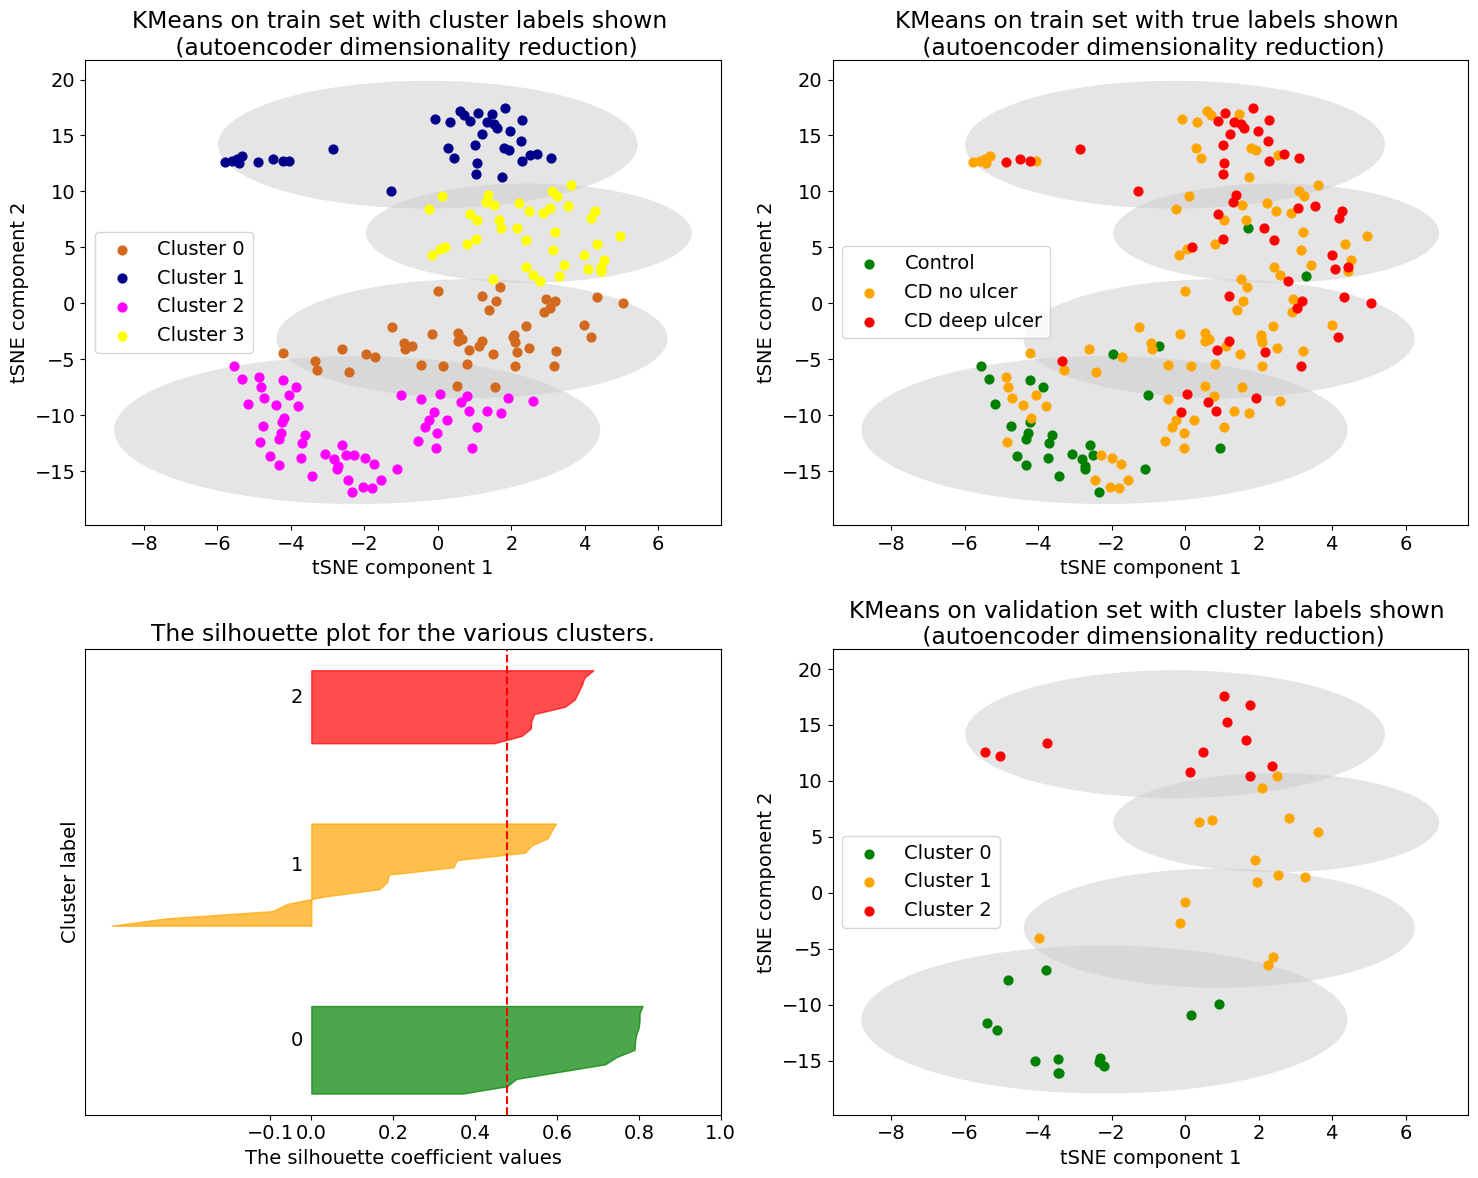 KMeans on train set with cluster labels shown
(autoencoder dimensionality reduction)
20
15
10
5
0
−5
−10
−15
tSNE component 2
Cluster 0
Cluster 1
Cluster 2
Cluster 3
−8 −6 −4 −2 0 2 4 6
tSNE component 1
KMeans on train set with true labels shown
(autoencoder dimensionality reduction)
20
15
10
5
0
−5
−10
−15
tSNE component 2
Control
CD no ulcer
CD deep ulcer
−8 −6 −4 −2 0 2 4 6
tSNE component 1
The silhouette plot for the various clusters.
2
1
0
Cluster label
−0.1 0.0 0.2 0.4 0.6 0.8 1.0
The silhouette coefficient values
KMeans on validation set with cluster labels shown
(autoencoder dimensionality reduction)
20
15
10
5
0
−5
−10
−15
tSNE component 2
Cluster 0
Cluster 1
Cluster 2
−8 −6 −4 −2 0 2 4 6
tSNE component 1